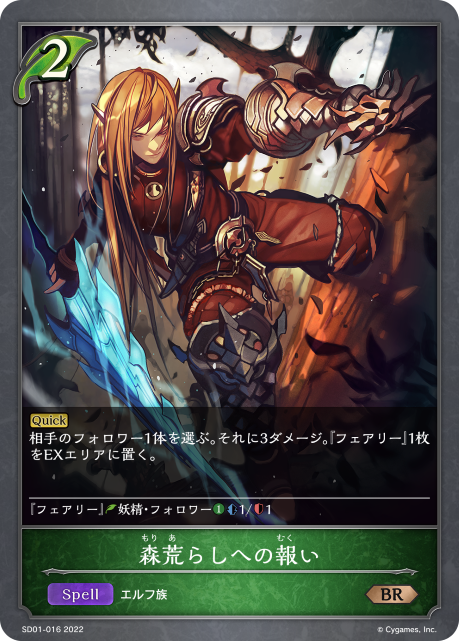 2
Quick
相手のフォロワー1体を選ぶ。それに3ダメージ。『フェアリー』1枚
をEXエリアに置く。
『フェアリー』妖精・フォロワー 1 1/1
もり あ むく
森荒らしへの報い
Spell エルフ族 BR
SD01-016 2022 © Cygames, Inc.